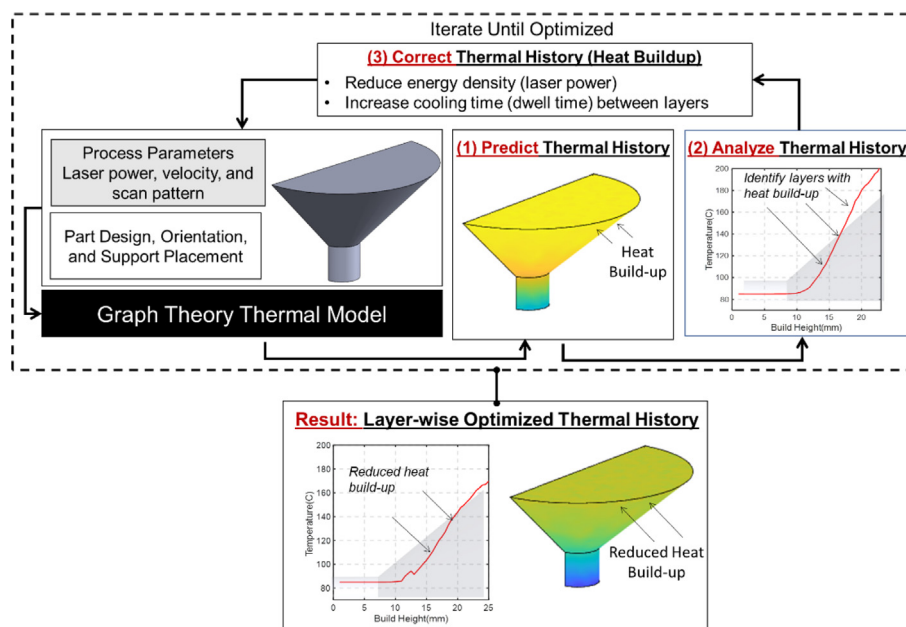 Iterate Until Optimized
(3) Correct Thermal History (Heat Buildup)
• Reduce energy density (laser power)
• Increase cooling time (dwell time) between layers
Process Parameters
Laser power, velocity, and
scan pattern
Part Design, Orientation,
and Support Placement
Graph Theory Thermal Model
(1) Predict Thermal History
Heat
Build-up
(2) Analyze Thermal History
Identify layers with
heat build-up
Temperature(C)
200
180
160
140
120
100
80
0
5
10
15
20
Build Height(mm)
Result: Layer-wise Optimized Thermal History
Reduced heat
build-up
Temperature(C)
200
180
160
140
120
100
80
0
5
10
15
20
25
Build Height(mm)
Reduced Heat
Build-up